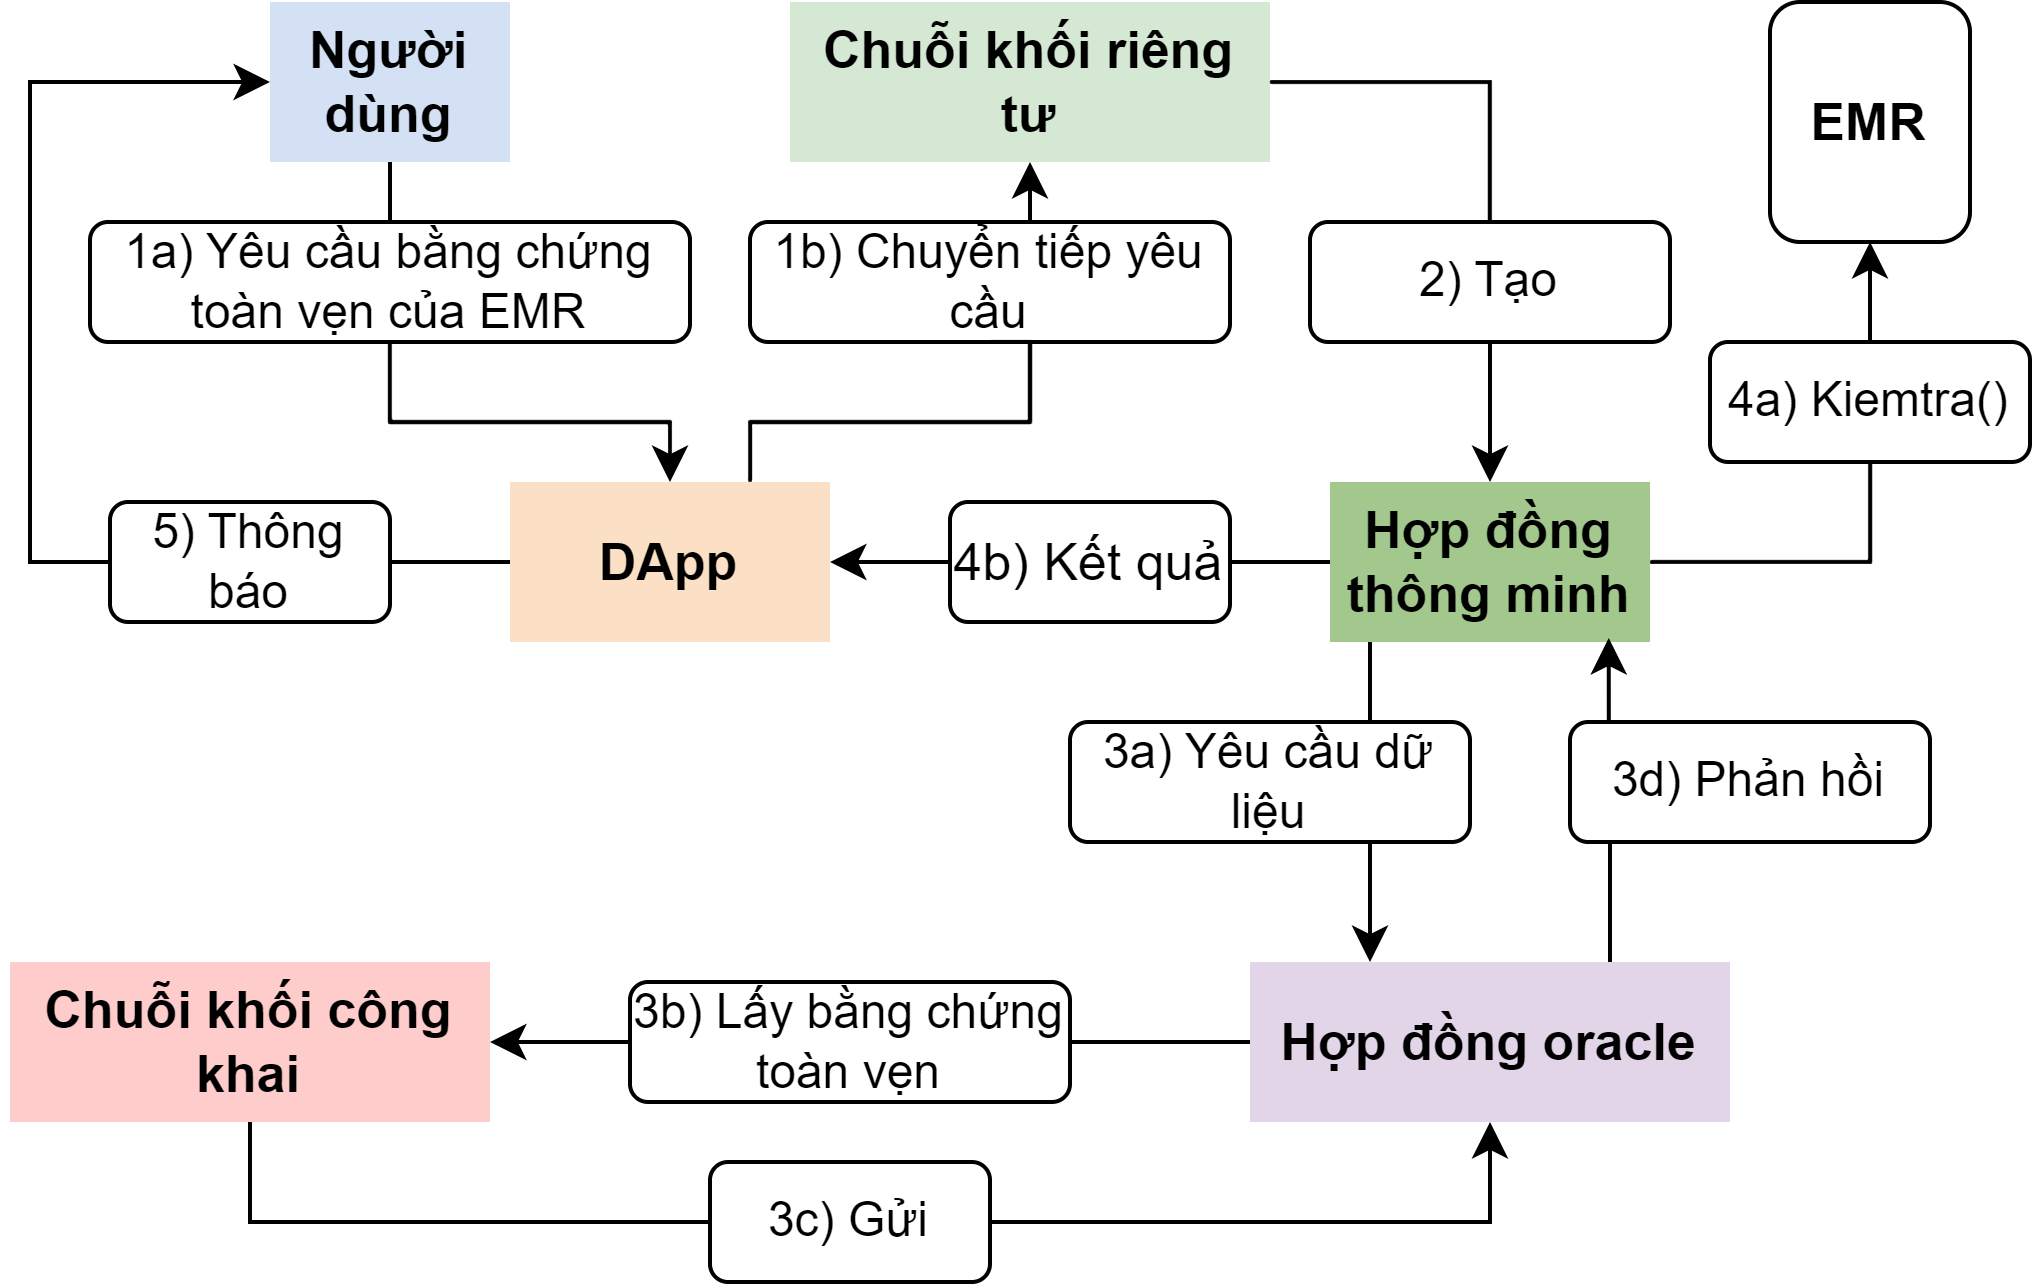 Người
dùng
Chuỗi khối riêng
tư
EMR
1a) Yêu cầu bằng chứng
toàn vẹn của EMR
1b) Chuyển tiếp yêu
cầu
2) Tạo
4a) Kiemtra()
5) Thông
báo
DApp
4b) Kết quả
Hợp đồng
thông minh
3a) Yêu cầu dữ
liệu
3d) Phản hồi
Chuỗi khối công
khai
3b) Lấy bằng chứng
toàn vẹn
Hợp đồng oracle
3c) Gửi